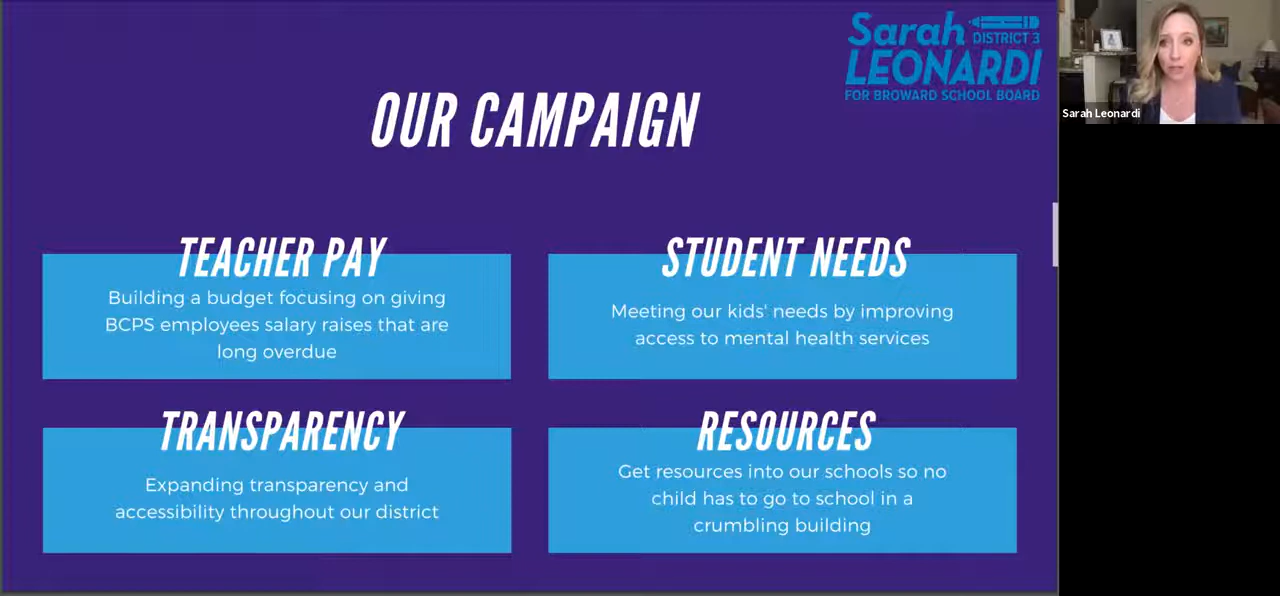 Sarah DISTRICT 3
LEONARDI
FOR BROWARD SCHOOL BOARD
Sarah Leonardi
OUR CAMPAIGN
TEACHER PAY
Building a budget focusing on giving
BCPS employees salary raises that are
long overdue
STUDENT NEEDS
Meeting our kids' needs by improving
access to mental health services
TRANSPARENCY
Expanding transparency and
accessibility throughout our district
RESOURCES
Get resources into our schools so no
child has to go to school in a
crumbling building